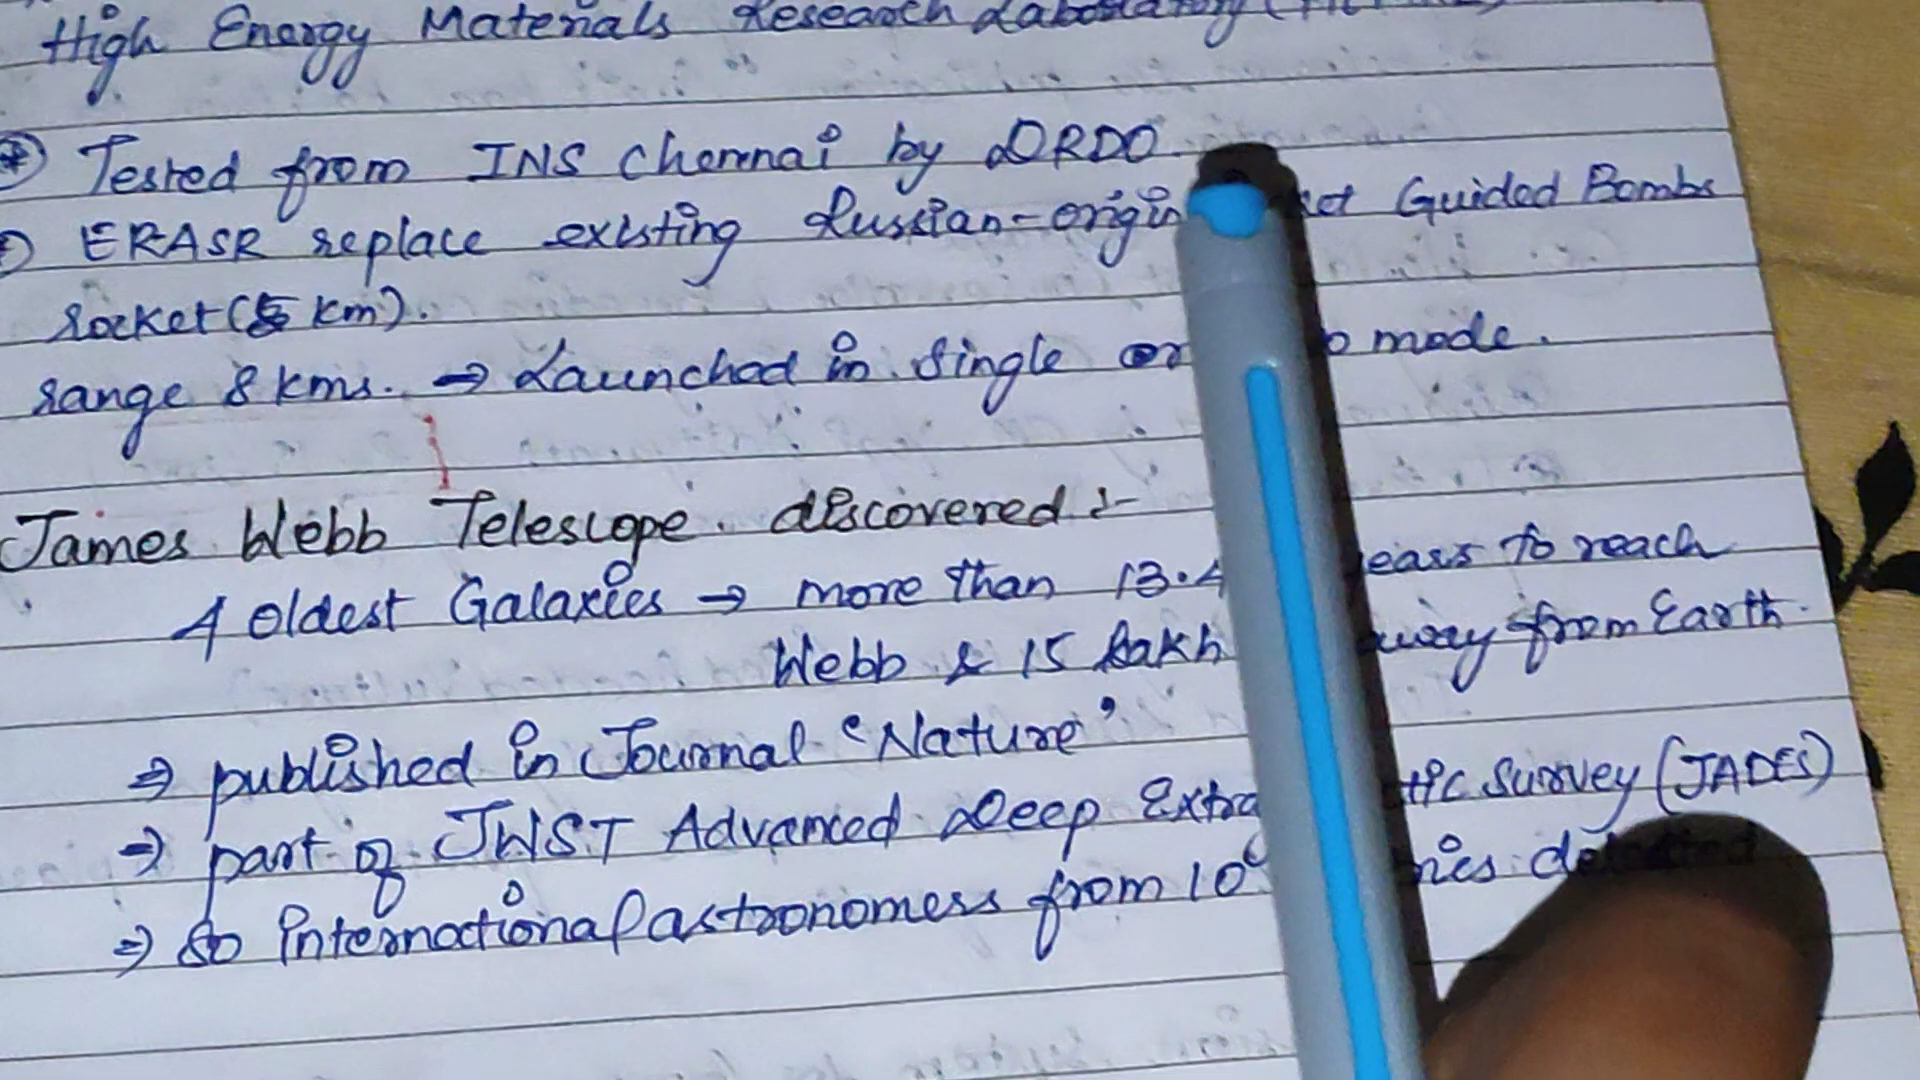 High Energy Materials Research Laboratory
Tested from INS Chennai by DRDO
ERASR replace existing Russian-origin Guided Bombs
rocket (5 km).
range 8 kms. → Launched in single or mode.
James Webb Telescope. discovered :-
4 oldest Galaxies → more than 13.4 to reach
Webb & 15 lakh away from Earth.
⇒ published in Journal 'Nature'
⇒ part of JWST Advanced Deep Survey (JADES)
⇒ 80 international astronomers from 10 detected